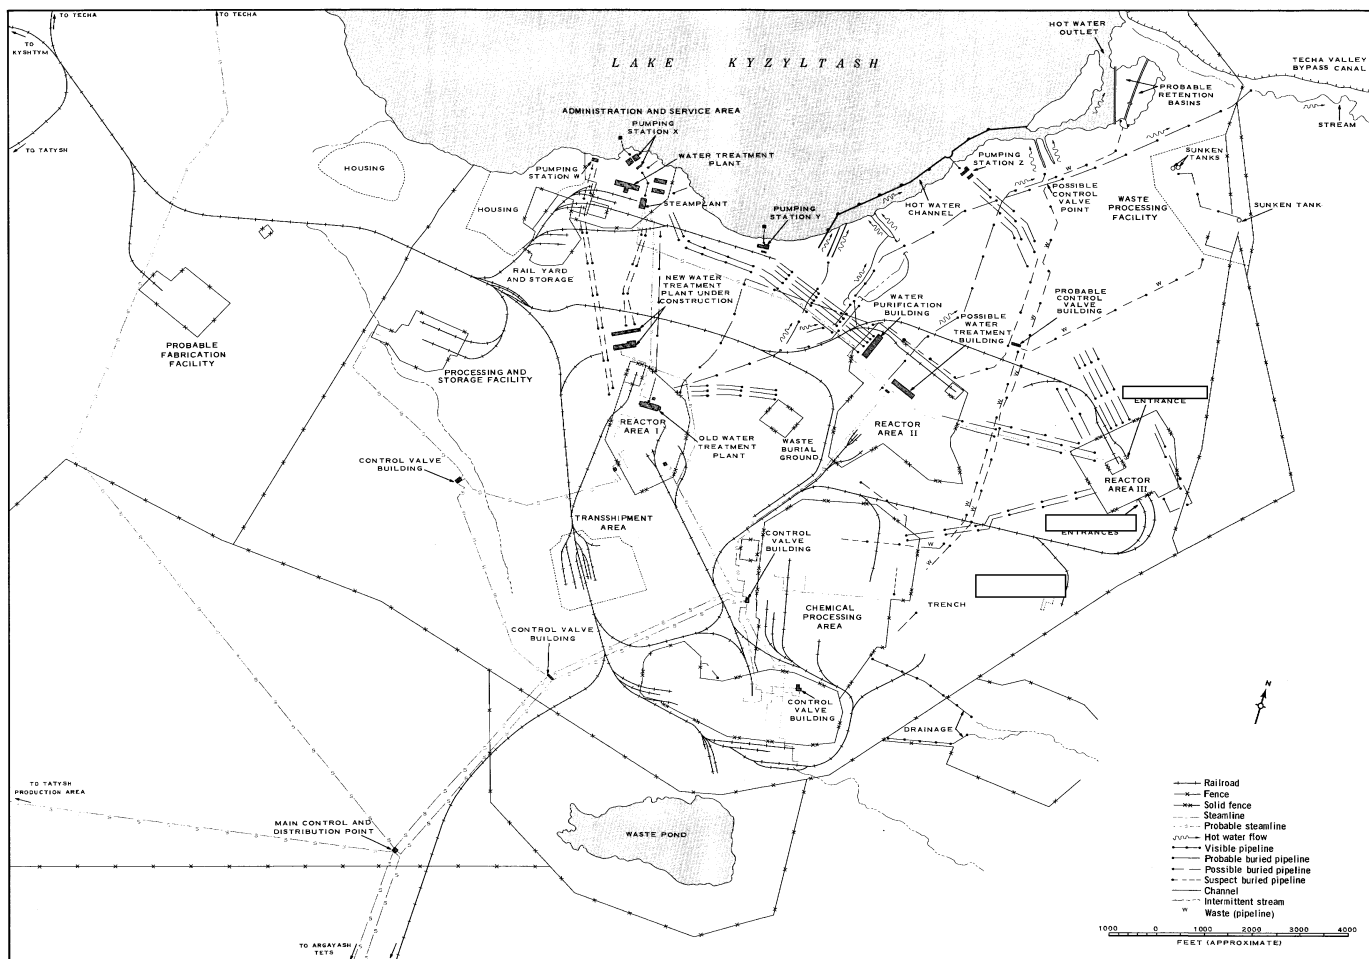 TO TECHA
TO TECHA
TO
KYSHTYM
TO TATYSH
LAKE KYZYLTASH
HOT WATER
OUTLET
TECHA VALLEY
BYPASS CANAL
PROBABLE
RETENTION
BASINS
STREAM
ADMINISTRATION AND SERVICE AREA
PUMPING
STATION X
WATER TREATMENT
PLANT
HOUSING
PUMPING
STATION W
HOUSING
STEAMPLANT
PUMPING
STATION Y
HOT WATER
CHANNEL
PUMPING
STATION Z
POSSIBLE
CONTROL
VALVE
POINT
SUNKEN
TANKS
WASTE
PROCESSING
FACILITY
SUNKEN TANK
RAIL YARD
AND STORAGE
NEW WATER
TREATMENT
PLANT UNDER
CONSTRUCTION
WATER
PURIFICATION
BUILDING
POSSIBLE
WATER
TREATMENT
BUILDING
PROBABLE
CONTROL
VALVE
BUILDING
PROBABLE
FABRICATION
FACILITY
PROCESSING AND
STORAGE FACILITY
REACTOR
AREA I
OLD WATER
TREATMENT
PLANT
WASTE
BURIAL
GROUND
REACTOR
AREA II
ENTRANCE
REACTOR
AREA III
ENTRANCES
CONTROL VALVE
BUILDING
TRANSSHIPMENT
AREA
CONTROL
VALVE
BUILDING
CHEMICAL
PROCESSING
AREA
TRENCH
CONTROL VALVE
BUILDING
CONTROL
VALVE
BUILDING
DRAINAGE
N
TO TATYSH
PRODUCTION AREA
MAIN CONTROL AND
DISTRIBUTION POINT
WASTE POND
TO ARGAYASH
TETS
Railroad
Fence
Solid fence
Steamline
Probable steamline
Hot water flow
Visible pipeline
Probable buried pipeline
Possible buried pipeline
Suspect buried pipeline
Channel
Intermittent stream
W Waste (pipeline)
1000 0 1000 2000 3000 4000
FEET (APPROXIMATE)